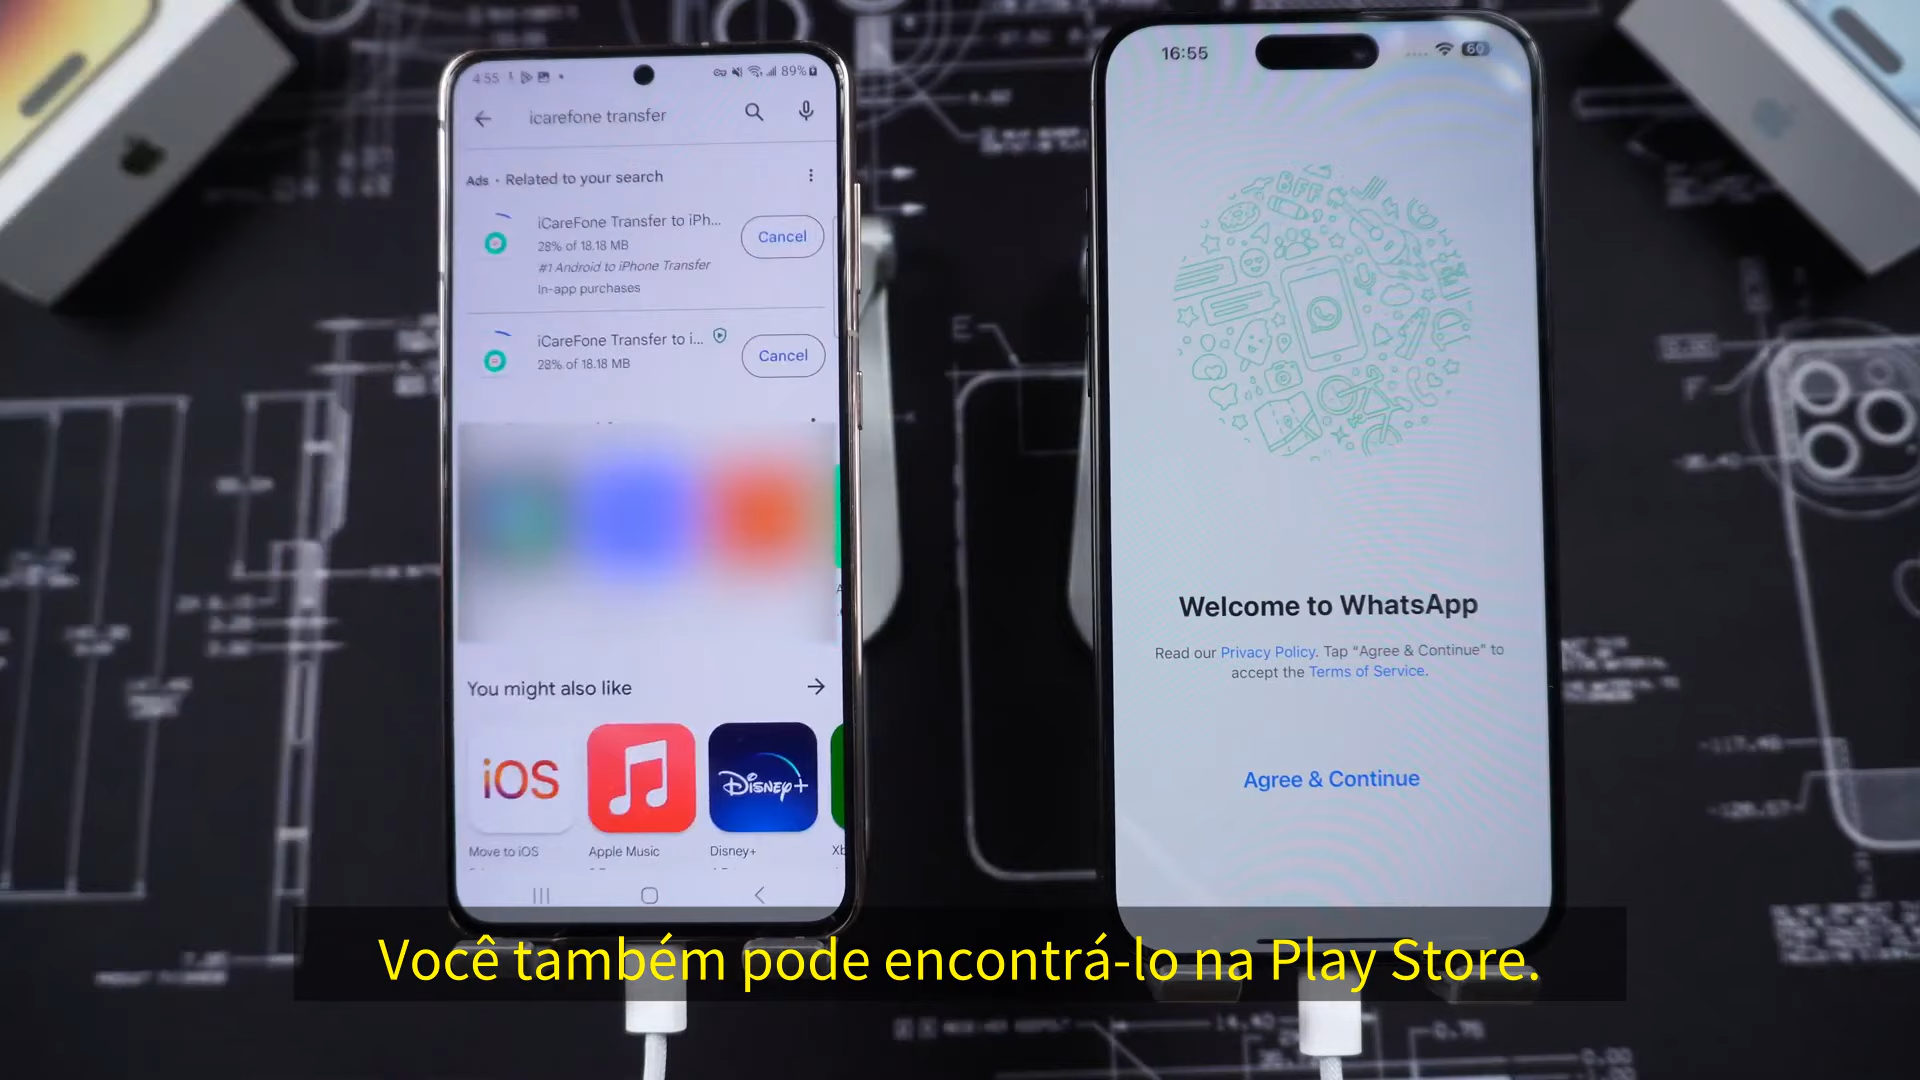 4:55
89%
icarefone transfer
Ads · Related to your search
iCareFone Transfer to iPh...
28% of 18.18 MB
#1 Android to iPhone Transfer
In-app purchases
Cancel
iCareFone Transfer to i...
28% of 18.18 MB
Cancel
You might also like
iOS
Disney+
Move to iOS
Apple Music
Disney+
16:55
60
BFF
Welcome to WhatsApp
Read our Privacy Policy. Tap “Agree & Continue” to
accept the Terms of Service.
Agree & Continue
E
F
Você também pode encontrá-lo na Play Store.